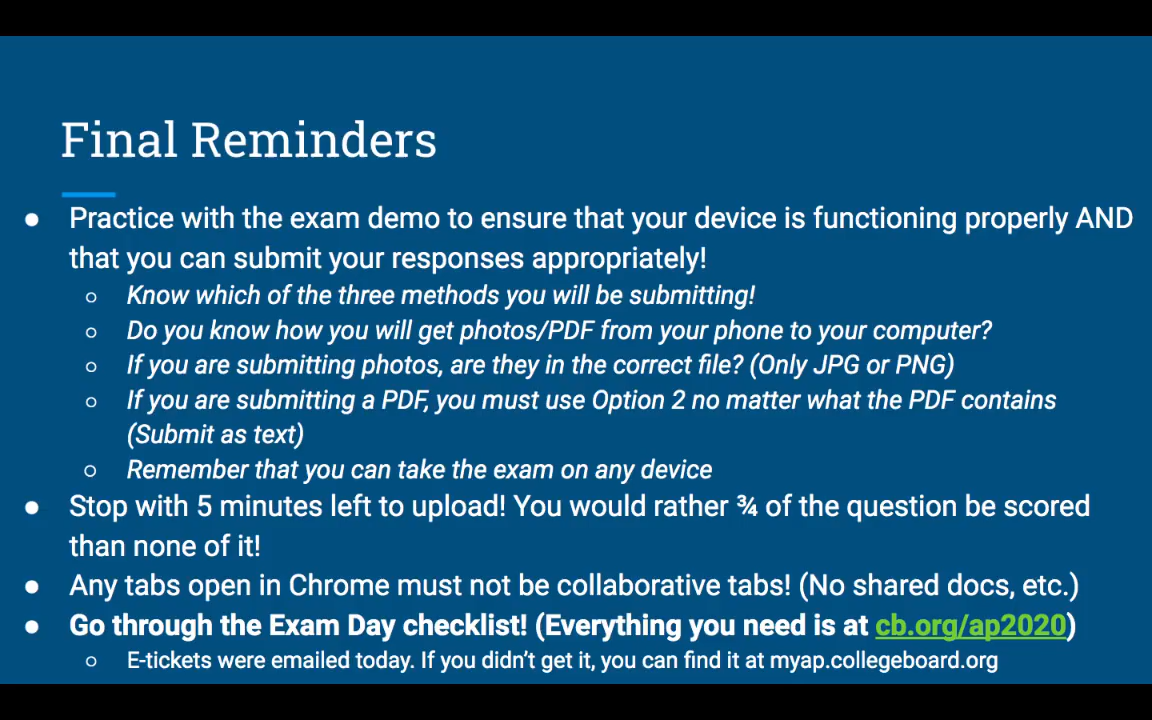 Final Reminders
● Practice with the exam demo to ensure that your device is functioning properly AND
that you can submit your responses appropriately!
○ Know which of the three methods you will be submitting!
○ Do you know how you will get photos/PDF from your phone to your computer?
○ If you are submitting photos, are they in the correct file? (Only JPG or PNG)
○ If you are submitting a PDF, you must use Option 2 no matter what the PDF contains
(Submit as text)
○ Remember that you can take the exam on any device
● Stop with 5 minutes left to upload! You would rather ¾ of the question be scored
than none of it!
● Any tabs open in Chrome must not be collaborative tabs! (No shared docs, etc.)
● Go through the Exam Day checklist! (Everything you need is at cb.org/ap2020)
○ E-tickets were emailed today. If you didn’t get it, you can find it at myap.collegeboard.org